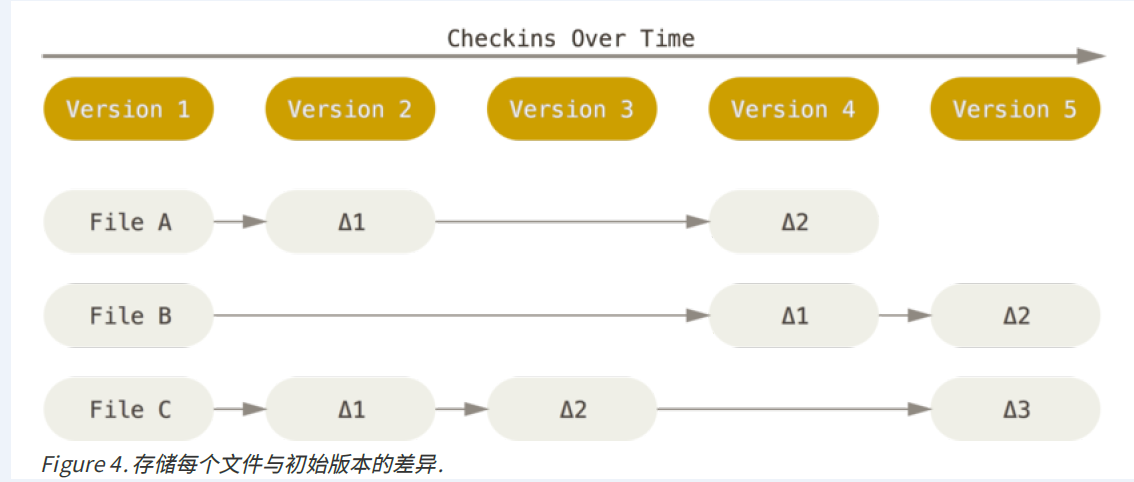 Checkins Over Time
Version 1 Version 2 Version 3 Version 4 Version 5
File A Δ1 Δ2
File B Δ1 Δ2
File C Δ1 Δ2 Δ3
Figure 4. 存储每个文件与初始版本的差异.